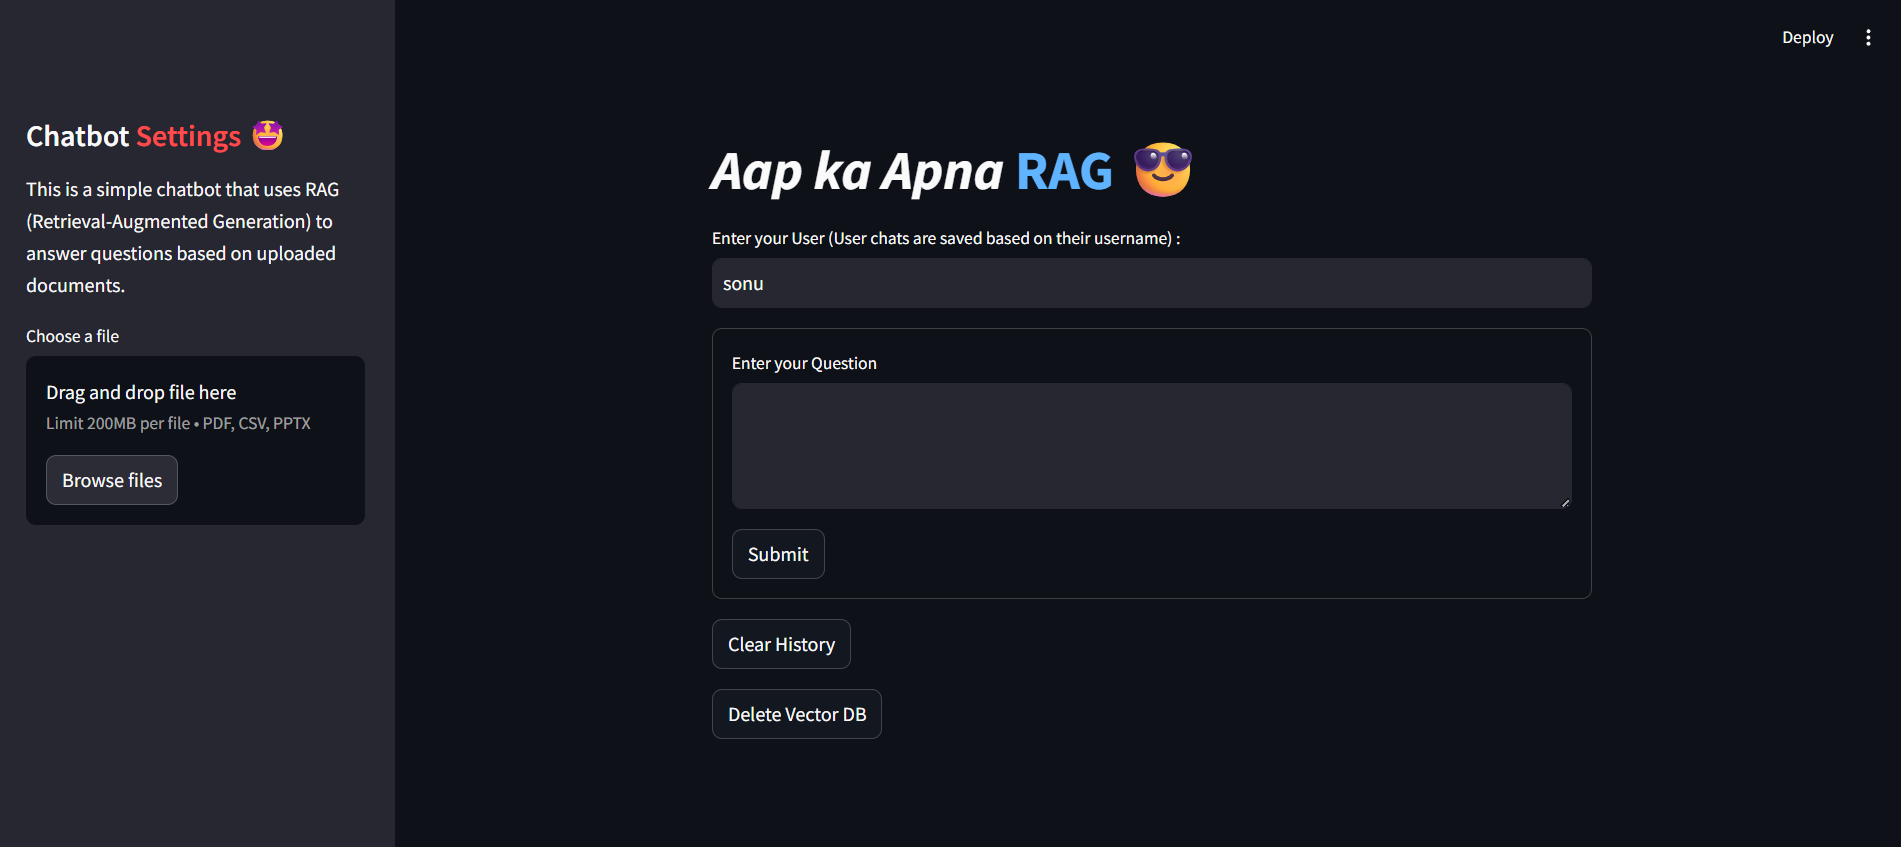 Deploy
Chatbot Settings
This is a simple chatbot that uses RAG
(Retrieval-Augmented Generation) to
answer questions based on uploaded
documents.
Choose a file
Drag and drop file here
Limit 200MB per file • PDF, CSV, PPTX
Browse files
Aap ka Apna RAG
Enter your User (User chats are saved based on their username) :
sonu
Enter your Question
Submit
Clear History
Delete Vector DB